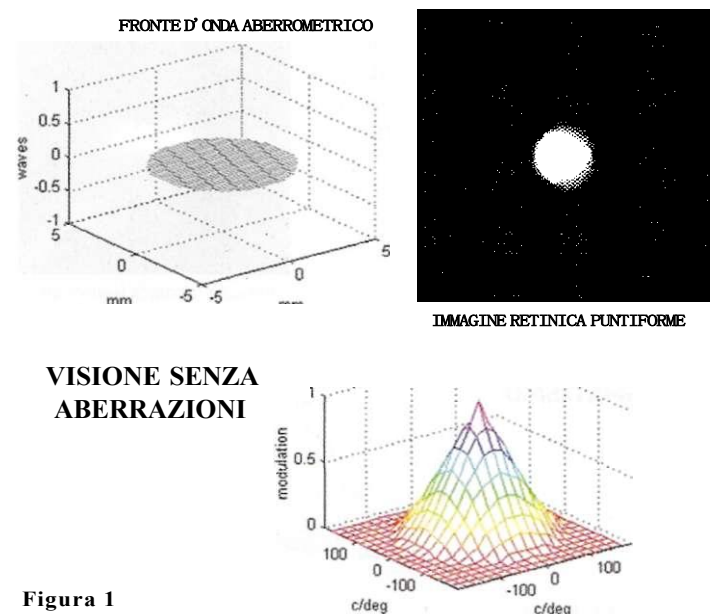 FRONTE D' ONDA ABERROMETRICO
1
0.5
0
-0.5
-1
waves
5
0
-5
mm
-5
0
5
mm
IMMAGINE RETINICA PUNTIFORME
VISIONE SENZA
ABERRAZIONI
1
0.5
0
modulation
100
0
-100
c/deg
-100
0
100
c/deg
Figura 1